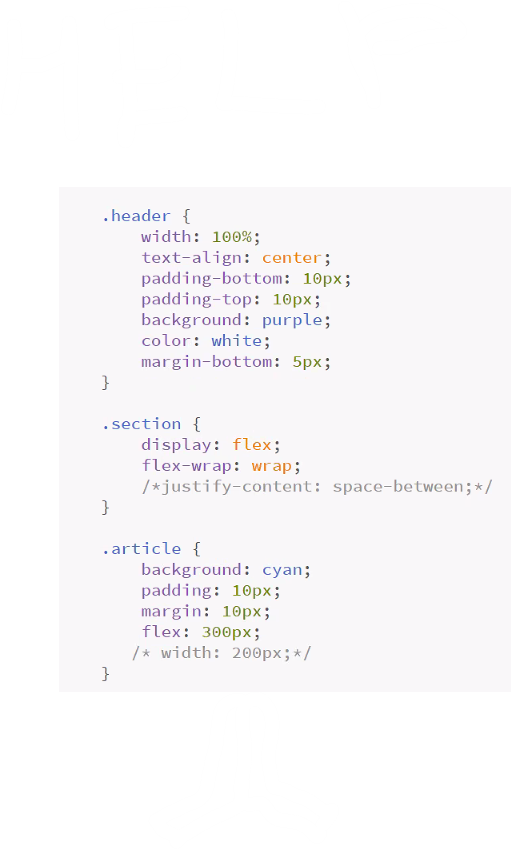 .header {
    width: 100%;
    text-align: center;
    padding-bottom: 10px;
    padding-top: 10px;
    background: purple;
    color: white;
    margin-bottom: 5px;
}

.section {
    display: flex;
    flex-wrap: wrap;
    /*justify-content: space-between;*/
}

.article {
    background: cyan;
    padding: 10px;
    margin: 10px;
    flex: 300px;
   /* width: 200px;*/
}